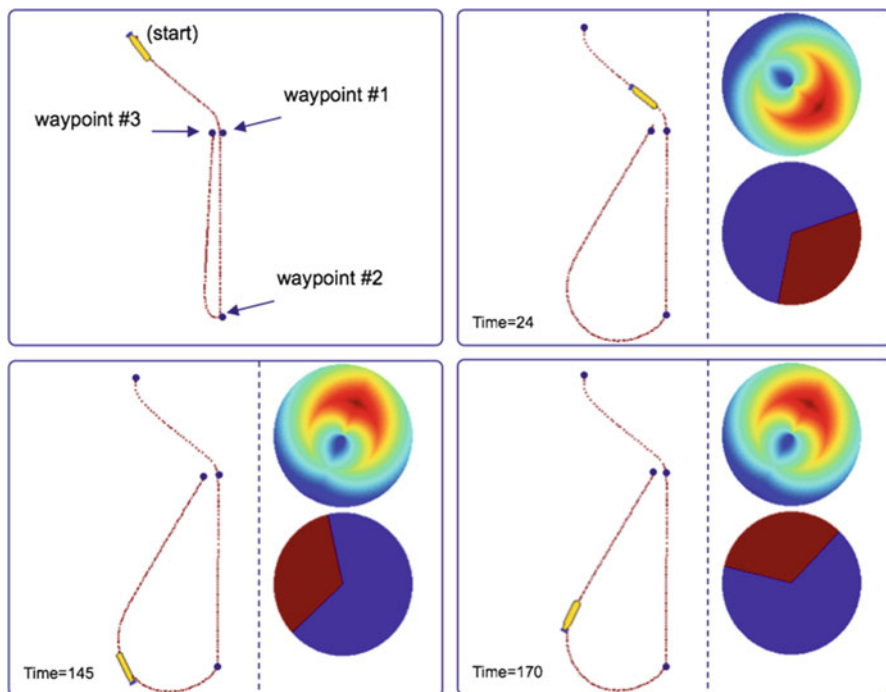 (start)
waypoint #1
waypoint #3
waypoint #2
Time=24
Time=145
Time=170